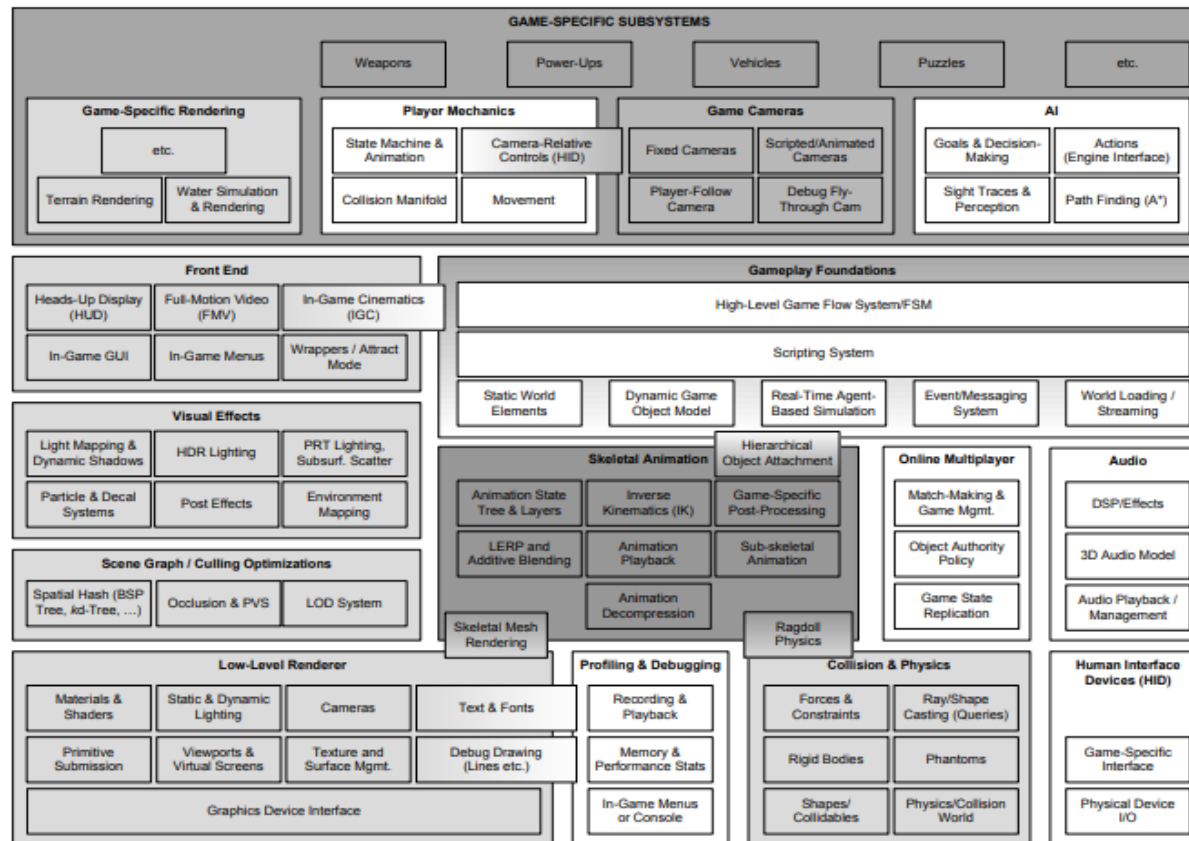 GAME-SPECIFIC SUBSYSTEMS
Weapons
Power-Ups
Vehicles
Puzzles
etc.
Game-Specific Rendering
etc.
Terrain Rendering
Water Simulation
& Rendering
Player Mechanics
State Machine &
Animation
Camera-Relative
Controls (HID)
Collision Manifold
Movement
Game Cameras
Fixed Cameras
Scripted/Animated
Cameras
Player-Follow
Camera
Debug Fly-
Through Cam
AI
Goals & Decision-
Making
Actions
(Engine Interface)
Sight Traces &
Perception
Path Finding (A*)
Front End
Heads-Up Display
(HUD)
Full-Motion Video
(FMV)
In-Game Cinematics
(IGC)
In-Game GUI
In-Game Menus
Wrappers / Attract
Mode
Gameplay Foundations
High-Level Game Flow System/FSM
Scripting System
Static World
Elements
Dynamic Game
Object Model
Real-Time Agent-
Based Simulation
Event/Messaging
System
World Loading /
Streaming
Visual Effects
Light Mapping &
Dynamic Shadows
HDR Lighting
PRT Lighting,
Subsurf. Scatter
Particle & Decal
Systems
Post Effects
Environment
Mapping
Skeletal Animation
Hierarchical
Object Attachment
Animation State
Tree & Layers
Inverse
Kinematics (IK)
Game-Specific
Post-Processing
LERP and
Additive Blending
Animation
Playback
Sub-skeletal
Animation
Animation
Decompression
Skeletal Mesh
Rendering
Ragdoll
Physics
Online Multiplayer
Match-Making &
Game Mgmt.
Object Authority
Policy
Game State
Replication
Audio
DSP/Effects
3D Audio Model
Audio Playback /
Management
Scene Graph / Culling Optimizations
Spatial Hash (BSP
Tree, kd-Tree, …)
Occlusion & PVS
LOD System
Low-Level Renderer
Materials &
Shaders
Static & Dynamic
Lighting
Cameras
Text & Fonts
Primitive
Submission
Viewports &
Virtual Screens
Texture and
Surface Mgmt.
Debug Drawing
(Lines etc.)
Graphics Device Interface
Profiling & Debugging
Recording &
Playback
Memory &
Performance Stats
In-Game Menus
or Console
Collision & Physics
Forces &
Constraints
Ray/Shape
Casting (Queries)
Rigid Bodies
Phantoms
Shapes/
Collidables
Physics/Collision
World
Human Interface
Devices (HID)
Game-Specific
Interface
Physical Device
I/O